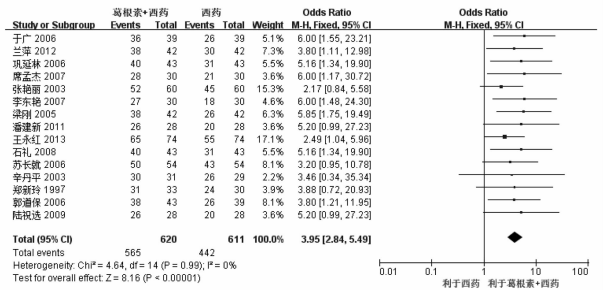 葛根素+西药 西药 Odds Ratio Odds Ratio
Study or Subgroup Events Total Events Total Weight M-H, Fixed, 95% CI M-H, Fixed, 95% CI
于广 2006 36 39 26 39 5.2% 6.00 [1.55, 23.21]
兰萍 2012 38 42 30 42 6.7% 3.80 [1.11, 12.98]
巩延林 2006 40 43 31 43 5.2% 5.16 [1.34, 19.90]
席孟杰 2007 28 30 21 30 3.6% 6.00 [1.17, 30.72]
张艳丽 2003 52 60 45 60 15.4% 2.17 [0.84, 5.58]
李东艳 2007 27 30 18 30 4.6% 6.00 [1.48, 24.30]
梁刚 2005 38 42 26 42 5.7% 5.85 [1.75, 19.49]
潘建新 2011 26 28 20 28 3.6% 5.20 [0.99, 27.23]
王永红 2013 65 74 55 74 17.1% 2.49 [1.04, 5.96]
石礼 2008 40 43 31 43 5.2% 5.16 [1.34, 19.90]
苏长兢 2006 50 54 43 54 7.6% 3.20 [0.95, 10.78]
辛丹平 2003 30 31 26 29 2.2% 3.46 [0.34, 35.34]
郑新玲 1997 31 33 24 30 3.9% 3.88 [0.72, 20.93]
郭道保 2006 38 43 26 39 8.0% 3.80 [1.21, 11.95]
陆祝选 2009 26 28 20 28 3.6% 5.20 [0.99, 27.23]
Total (95% CI) 620 611 100.0% 3.95 [2.84, 5.49]
Total events 565 442
Heterogeneity: Chi² = 4.64, df = 14 (P = 0.99); I² = 0%
Test for overall effect: Z = 8.16 (P < 0.00001)
0.01 0.1 1 10 100
利于西药 利于葛根素+西药